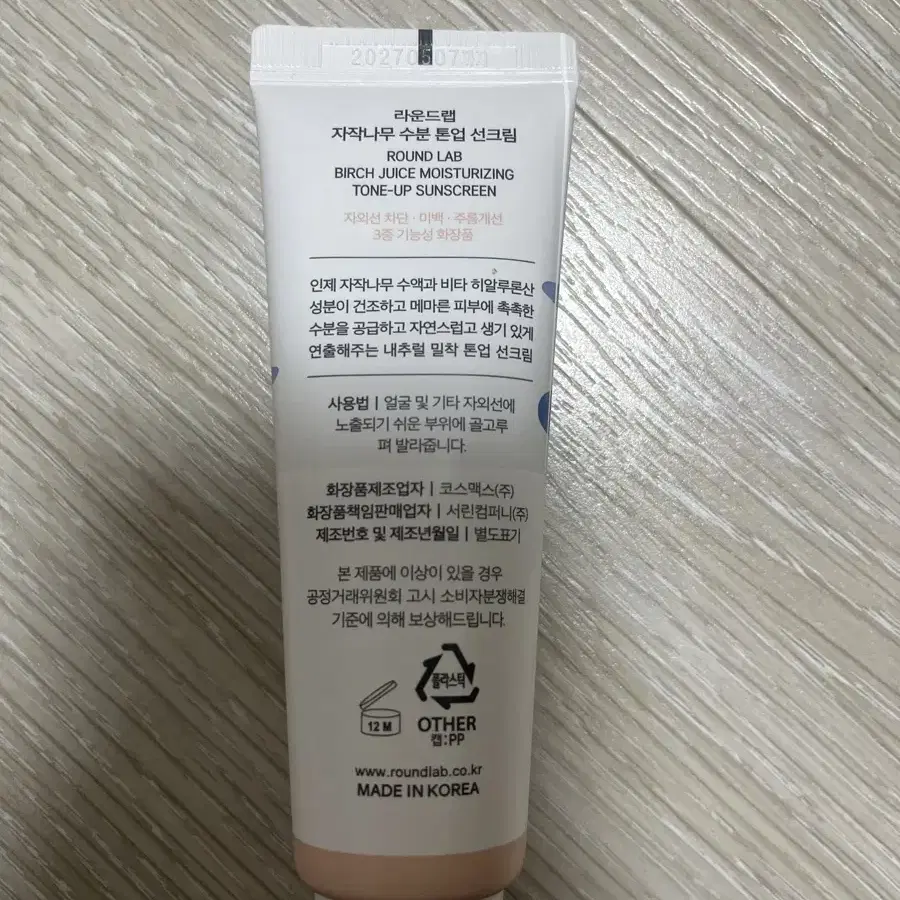 20270507까지
라운드랩
자작나무 수분 톤업 선크림
ROUND LAB
BIRCH JUICE MOISTURIZING
TONE-UP SUNSCREEN
자외선 차단 · 미백 · 주름개선
3중 기능성 화장품
인제 자작나무 수액과 비타 히알루론산
성분이 건조하고 메마른 피부에 촉촉한
수분을 공급하고 자연스럽고 생기 있게
연출해주는 내추럴 밀착 톤업 선크림
사용법 | 얼굴 및 기타 자외선에
노출되기 쉬운 부위에 골고루
펴 발라줍니다.
화장품제조업자 | 코스맥스(주)
화장품책임판매업자 | 서린컴퍼니(주)
제조번호 및 제조년월일 | 별도표기
본 제품에 이상이 있을 경우
공정거래위원회 고시 소비자분쟁해결
기준에 의해 보상해드립니다.
플라스틱
12 M
OTHER
캡:PP
www.roundlab.co.kr
MADE IN KOREA